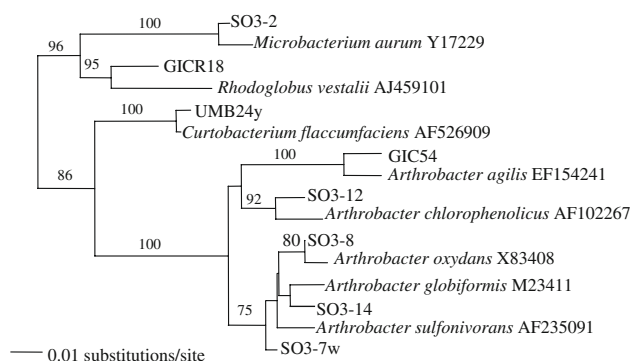 100
SO3-2
Microbacterium aurum Y17229
96
95
GICR18
Rhodoglobus vestalii AJ459101
100
UMB24y
Curtobacterium flaccumfaciens AF526909
86
100
GIC54
Arthrobacter agilis EF154241
92
SO3-12
Arthrobacter chlorophenolicus AF102267
100
80
SO3-8
Arthrobacter oxydans X83408
Arthrobacter globiformis M23411
75
SO3-14
Arthrobacter sulfonivorans AF235091
SO3-7w
0.01 substitutions/site